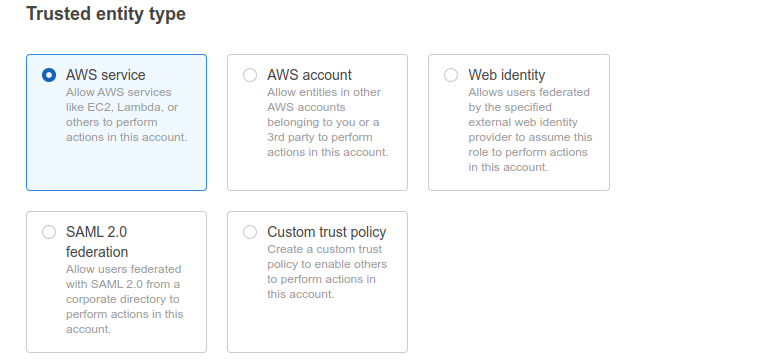 Trusted entity type
AWS service
Allow AWS services
like EC2, Lambda, or
others to perform
actions in this account.
AWS account
Allow entities in other
AWS accounts
belonging to you or a
3rd party to perform
actions in this account.
Web identity
Allows users federated
by the specified
external web identity
provider to assume this
role to perform actions
in this account.
SAML 2.0
federation
Allow users federated
with SAML 2.0 from a
corporate directory to
perform actions in this
account.
Custom trust policy
Create a custom trust
policy to enable others
to perform actions in
this account.